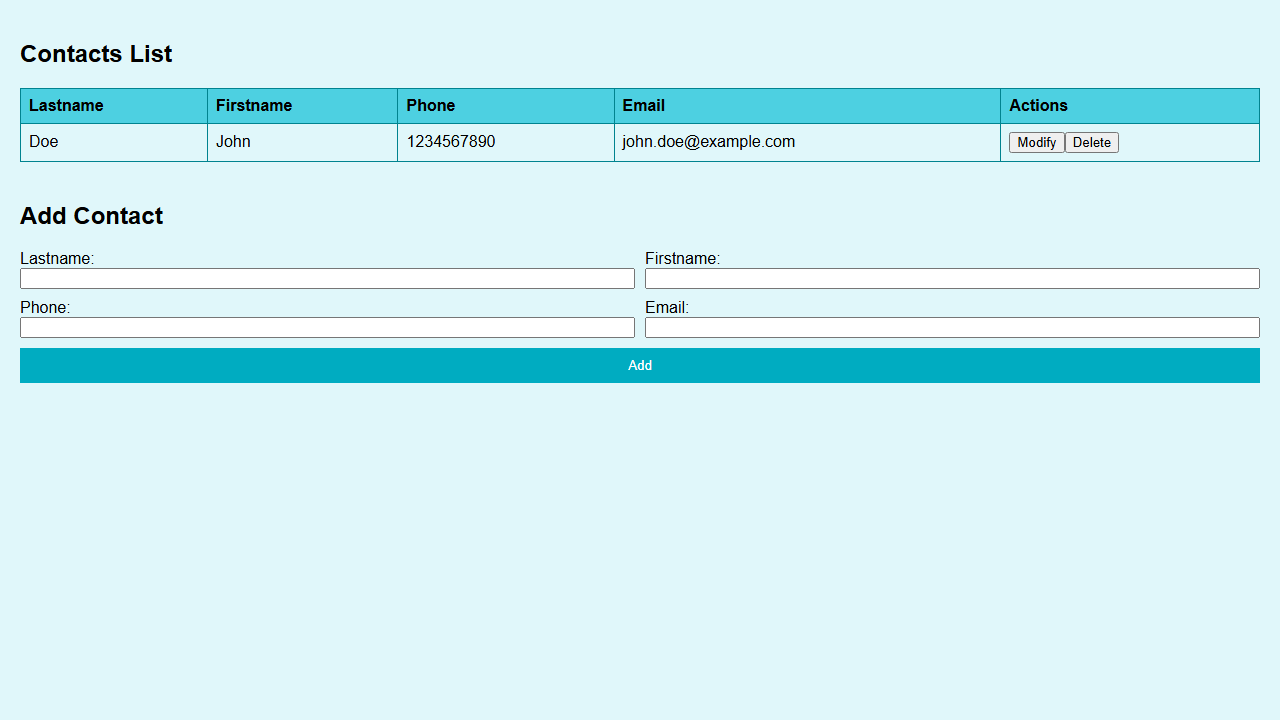 Contacts List
Lastname Firstname Phone Email Actions
Doe John 1234567890 john.doe@example.com Modify Delete
Add Contact
Lastname: Firstname:
Phone: Email:
Add